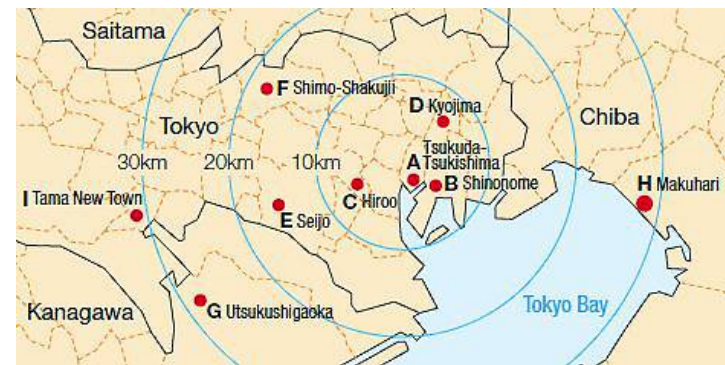 Saitama
F Shimo-Shakujii
D Kyojima
Chiba
Tokyo
Tsukuda-
Tsukishima
30km
20km
10km
A
B Shinonome
H Makuhari
I Tama New Town
C Hiroo
E Seijo
G Utsukushigaoka
Kanagawa
Tokyo Bay